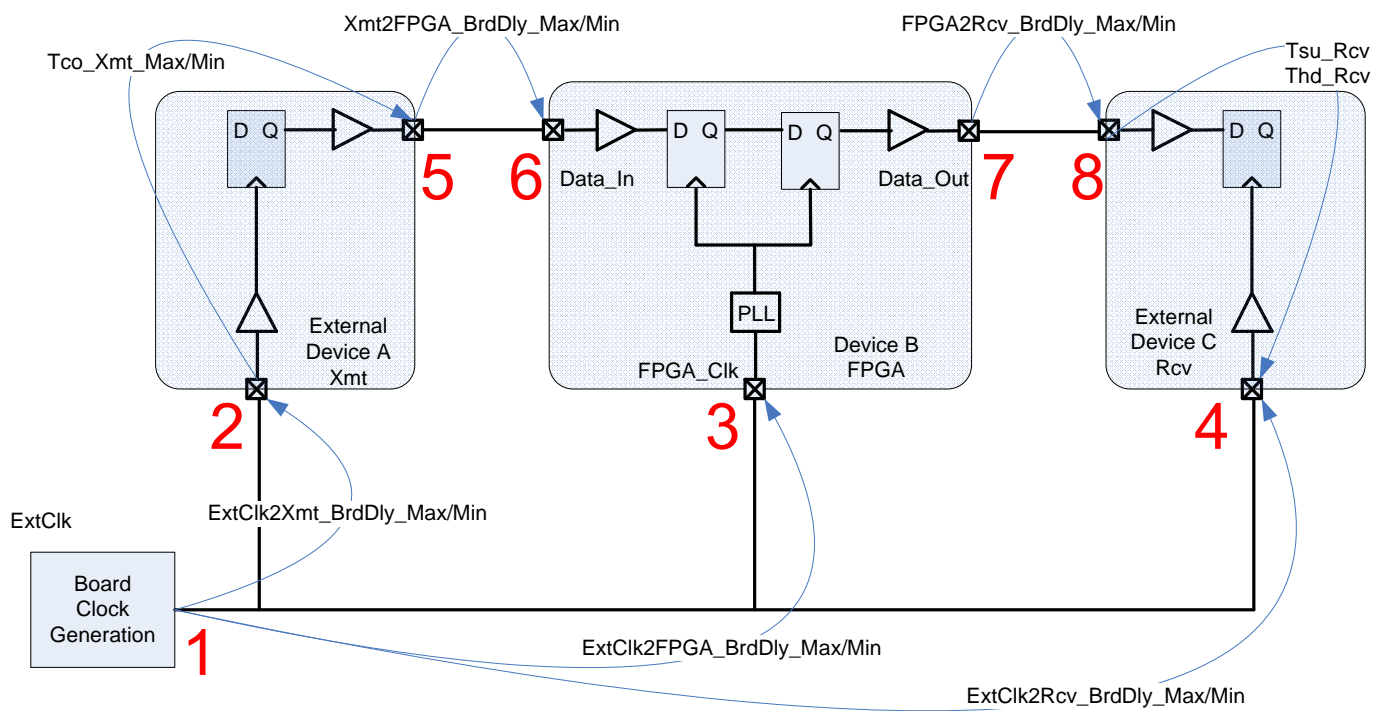 Xmt2FPGA_BrdDly_Max/Min
FPGA2Rcv_BrdDly_Max/Min
Tco_Xmt_Max/Min
Tsu_Rcv
Thd_Rcv
D Q
D Q
D Q
D Q
5
6
7
8
Data_In
Data_Out
PLL
External
Device A
Xmt
FPGA_Clk
Device B
FPGA
External
Device C
Rcv
2
3
4
ExtClk
ExtClk2Xmt_BrdDly_Max/Min
Board
Clock
Generation
1
ExtClk2FPGA_BrdDly_Max/Min
ExtClk2Rcv_BrdDly_Max/Min